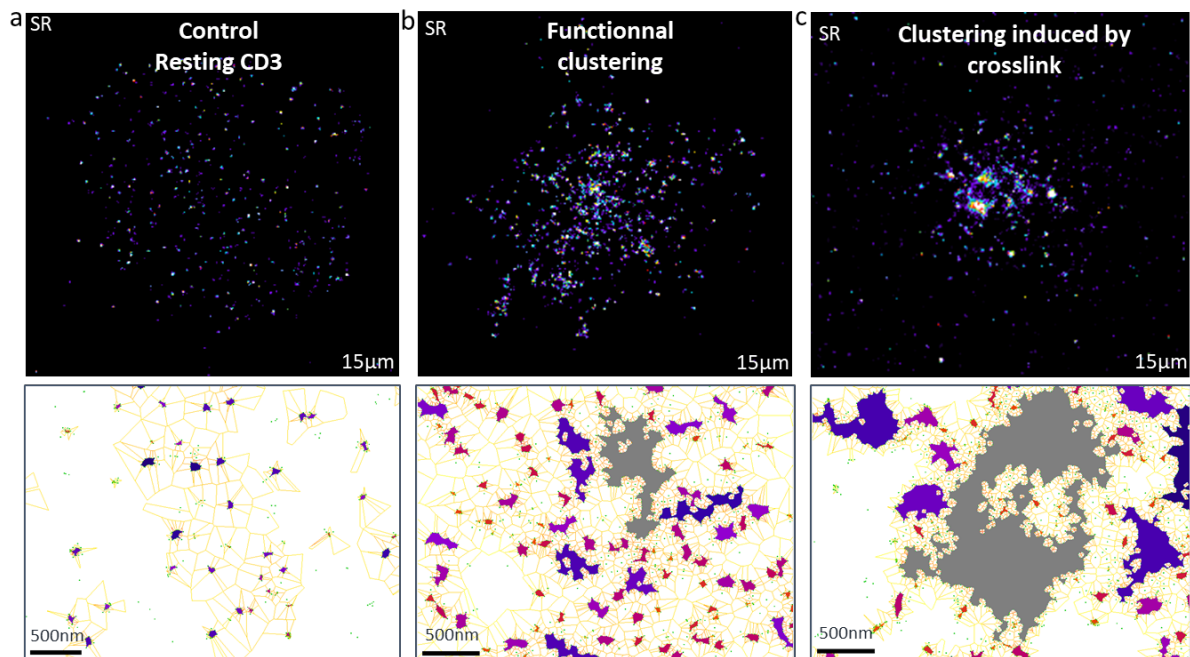 a
SR
Control
Resting CD3
15μm
b
SR
Functionnal
clustering
15μm
c
SR
Clustering induced by
crosslink
15μm
500nm
500nm
500nm